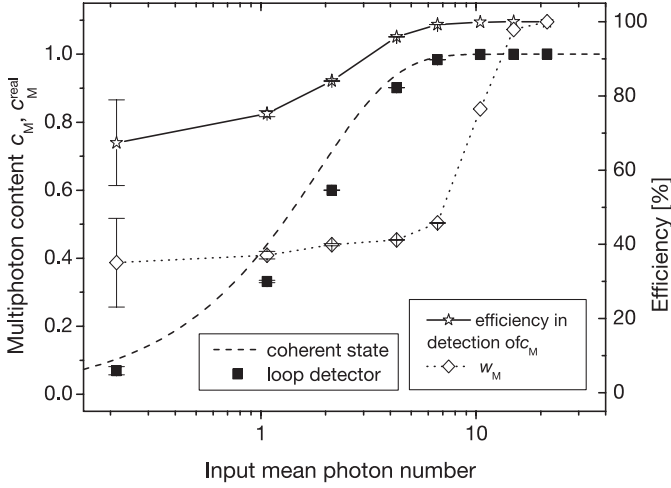 Multiphoton content c_M, c_M^real
1.0
0.8
0.6
0.4
0.2
0.0
100
80
60
40
20
0
Efficiency [%]
coherent state
loop detector
efficiency in
detection ofc_M
w_M
1
10
Input mean photon number